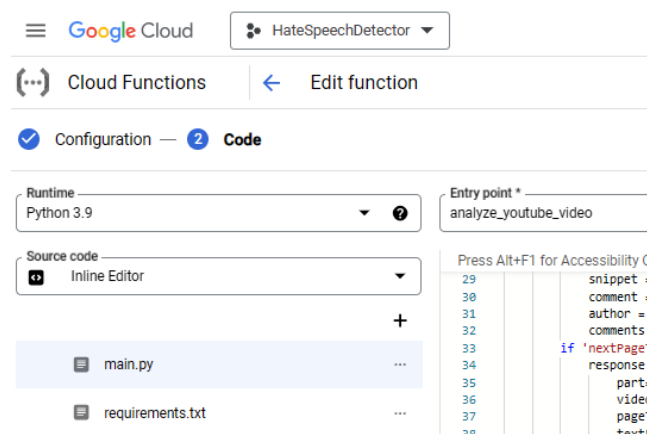 Google Cloud
HateSpeechDetector
Cloud Functions
Edit function
Configuration
2
Code
Runtime
Python 3.9
Entry point *
analyze_youtube_video
Source code
Inline Editor
main.py
requirements.txt
Press Alt+F1 for Accessibility
29 snippet =
30 comment =
31 author =
32 comments
33 if 'nextPage
34 response
35 part=
36 vide
37 page
38 text